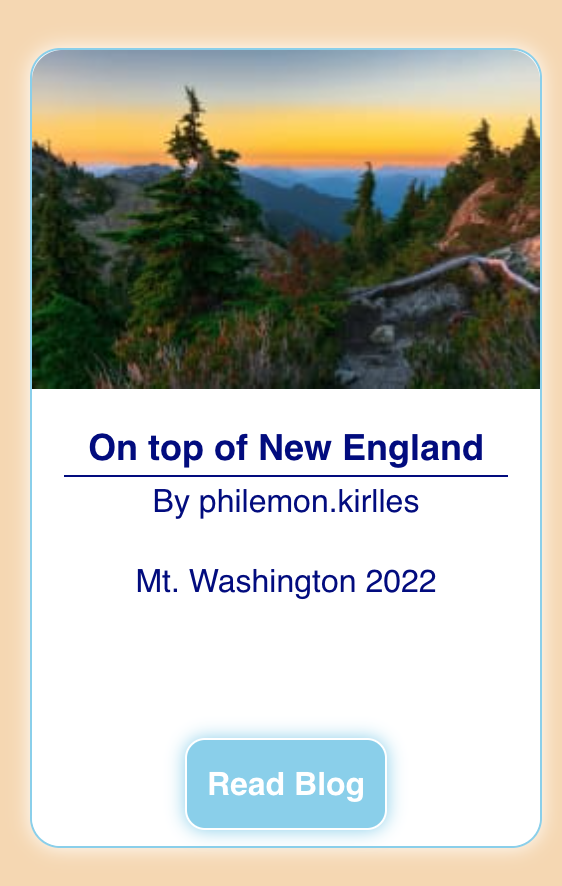 On top of New England
By philemon.kirlles
Mt. Washington 2022
Read Blog